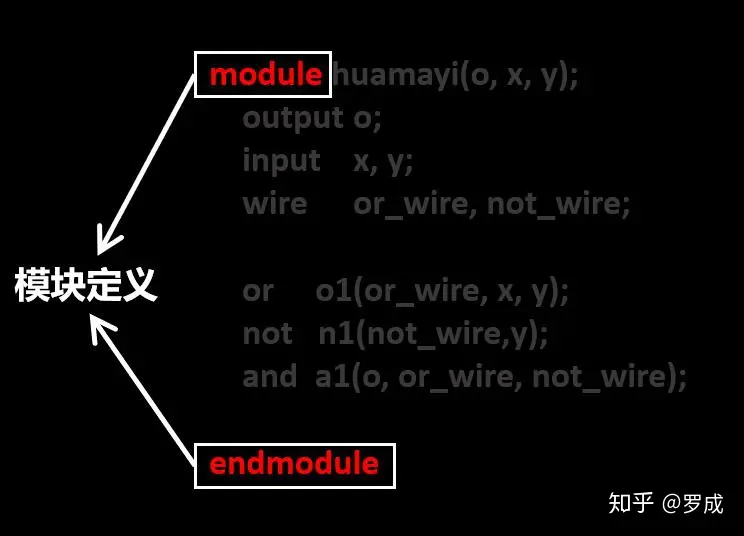 module huamayi(o, x, y);
output o;
input x, y;
wire or_wire, not_wire;
模块定义
or o1(or_wire, x, y);
not n1(not_wire,y);
and a1(o, or_wire, not_wire);
endmodule
知乎 @罗成